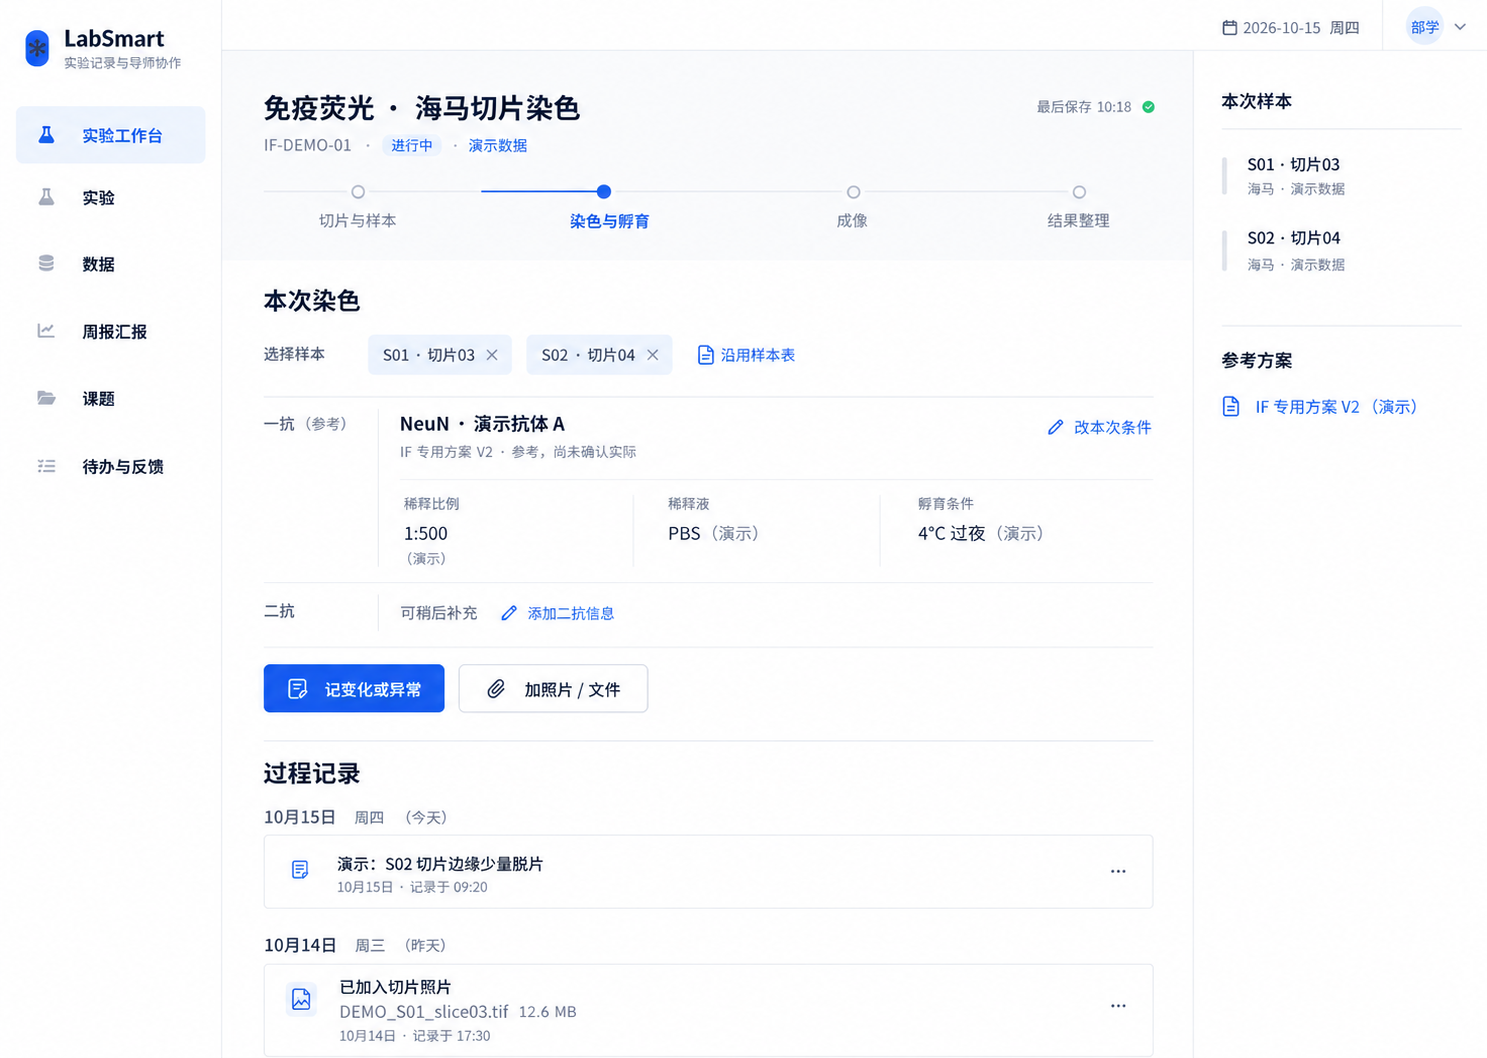 LabSmart
实验记录与导师协作
实验工作台
实验
数据
周报汇报
课题
待办与反馈
2026-10-15 周四
部学
免疫荧光 · 海马切片染色
最后保存 10:18
IF-DEMO-01 · 进行中 · 演示数据
切片与样本
染色与孵育
成像
结果整理
本次染色
选择样本
S01 · 切片03
S02 · 切片04
沿用样本表
一抗（参考）
NeuN · 演示抗体 A
改本次条件
IF 专用方案 V2 · 参考，尚未确认实际
稀释比例
稀释液
孵育条件
1:500
PBS（演示）
4°C 过夜（演示）
（演示）
二抗
可稍后补充
添加二抗信息
记变化或异常
加照片 / 文件
过程记录
10月15日 周四 （今天）
演示：S02 切片边缘少量脱片
10月15日 · 记录于 09:20
10月14日 周三 （昨天）
已加入切片照片
DEMO_S01_slice03.tif 12.6 MB
10月14日 · 记录于 17:30
本次样本
S01 · 切片03
海马 · 演示数据
S02 · 切片04
海马 · 演示数据
参考方案
IF 专用方案 V2（演示）